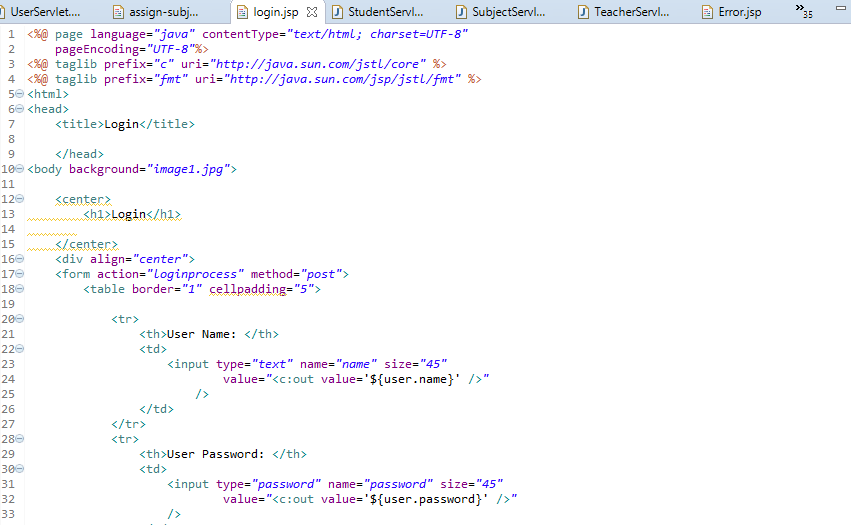 UserServlet.... assign-subj... login.jsp StudentServl... SubjectServl... TeacherServl... Error.jsp »35
1 <%@ page language="java" contentType="text/html; charset=UTF-8"
2 pageEncoding="UTF-8"%>
3 <%@ taglib prefix="c" uri="http://java.sun.com/jstl/core" %>
4 <%@ taglib prefix="fmt" uri="http://java.sun.com/jsp/jstl/fmt" %>
5 <html>
6 <head>
7 <title>Login</title>
8
9 </head>
10 <body background="image1.jpg">
11
12 <center>
13 <h1>Login</h1>
14
15 </center>
16 <div align="center">
17 <form action="loginprocess" method="post">
18 <table border="1" cellpadding="5">
19
20 <tr>
21 <th>User Name: </th>
22 <td>
23 <input type="text" name="name" size="45"
24 value="<c:out value='${user.name}' />"
25 />
26 </td>
27 </tr>
28 <tr>
29 <th>User Password: </th>
30 <td>
31 <input type="password" name="password" size="45"
32 value="<c:out value='${user.password}' />"
33 />